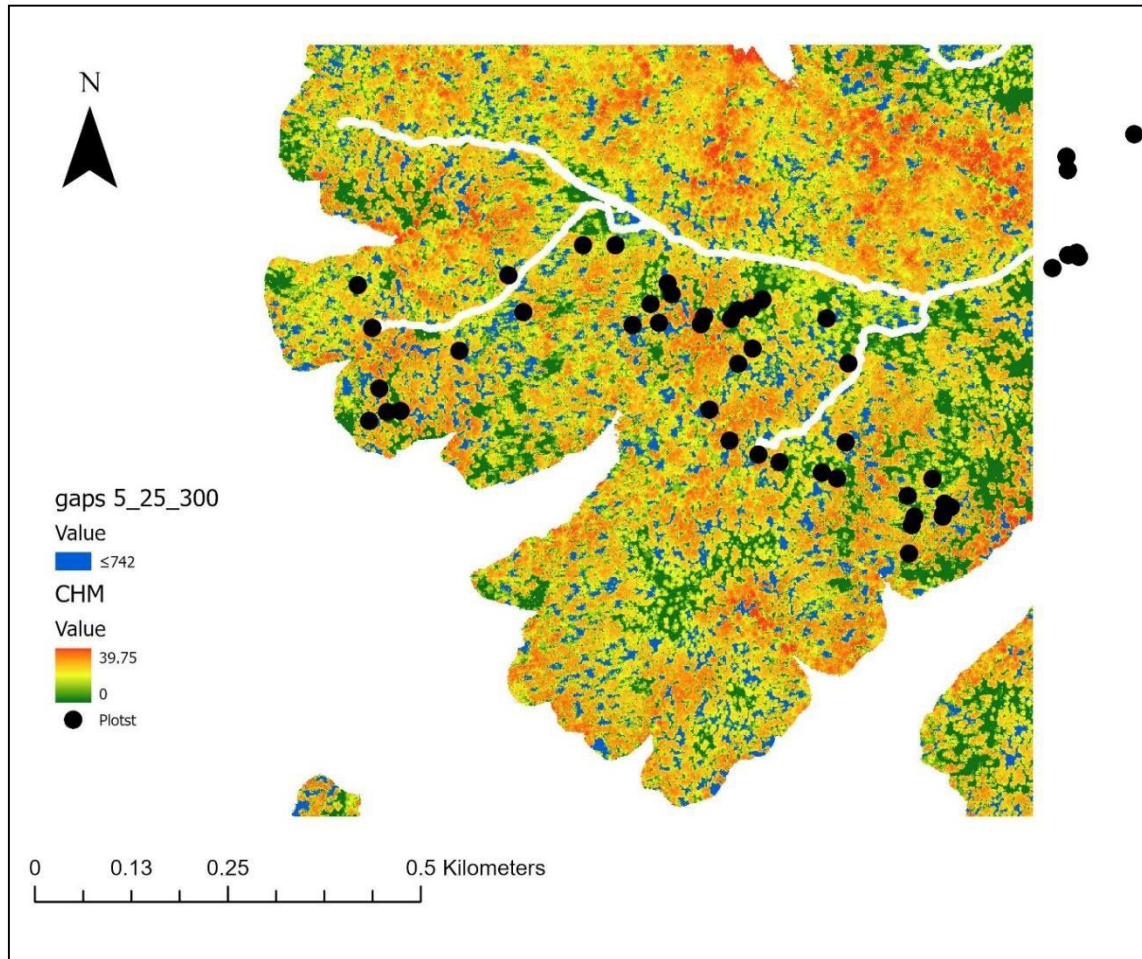 N
gaps 5_25_300
Value
≤742
CHM
Value
39.75
0
Plotst
0 0.13 0.25 0.5 Kilometers